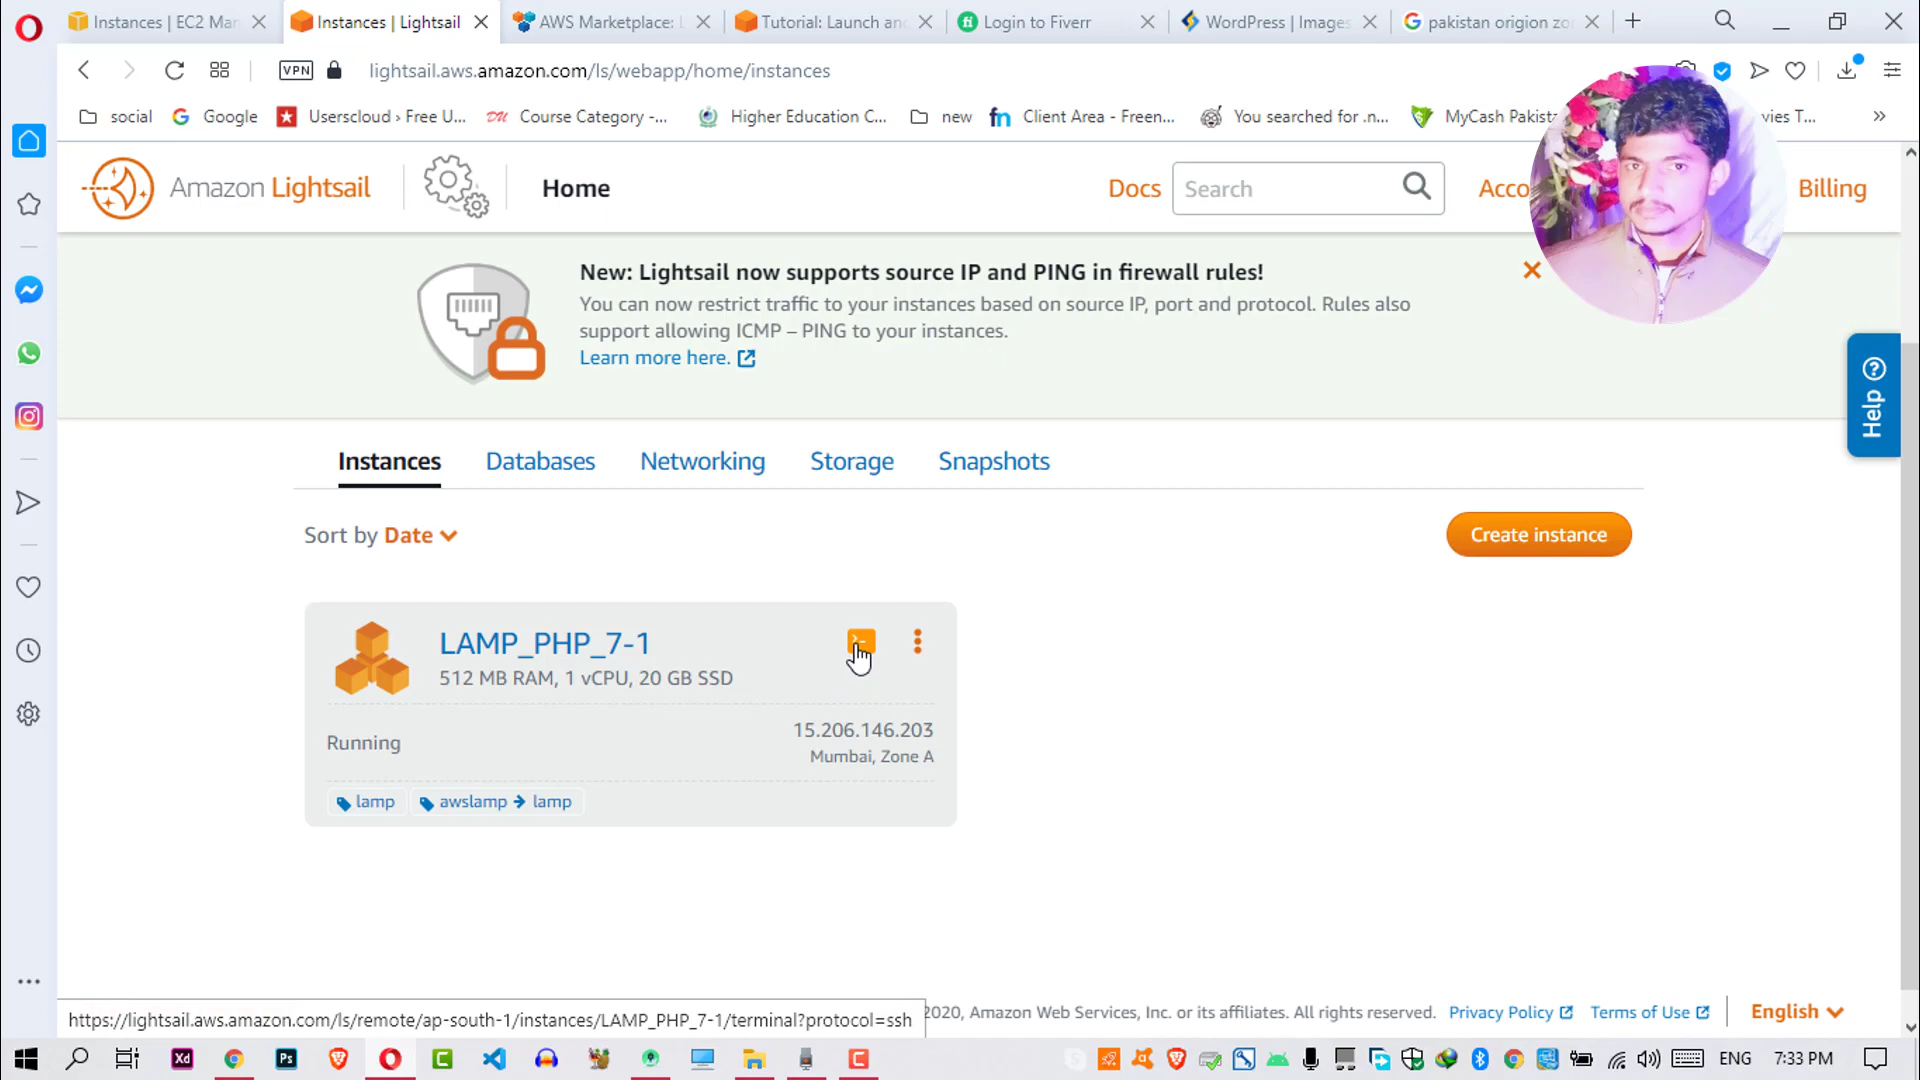 Instances | EC2 Mar
Instances | Lightsail
AWS Marketplace:
Tutorial: Launch an
Login to Fiverr
WordPress | Images
pakistan origion zo
VPN
lightsail.aws.amazon.com/ls/webapp/home/instances
social
Google
Userscloud › Free U...
DU
Course Category -...
Higher Education C...
new
fn
Client Area - Freen...
You searched for .n...
MyCash Pakista
vies T...
Amazon Lightsail
Home
Docs
Search
Acco
Billing
New: Lightsail now supports source IP and PING in firewall rules!
You can now restrict traffic to your instances based on source IP, port and protocol. Rules also
support allowing ICMP – PING to your instances.
Learn more here.
Help
Instances
Databases
Networking
Storage
Snapshots
Sort by Date
Create instance
LAMP_PHP_7-1
512 MB RAM, 1 vCPU, 20 GB SSD
Running
15.206.146.203
Mumbai, Zone A
lamp
awslamp → lamp
https://lightsail.aws.amazon.com/ls/remote/ap-south-1/instances/LAMP_PHP_7-1/terminal?protocol=ssh
2020, Amazon Web Services, Inc. or its affiliates. All rights reserved.
Privacy Policy
Terms of Use
English
Xd
Ps
C
C
ENG
7:33 PM